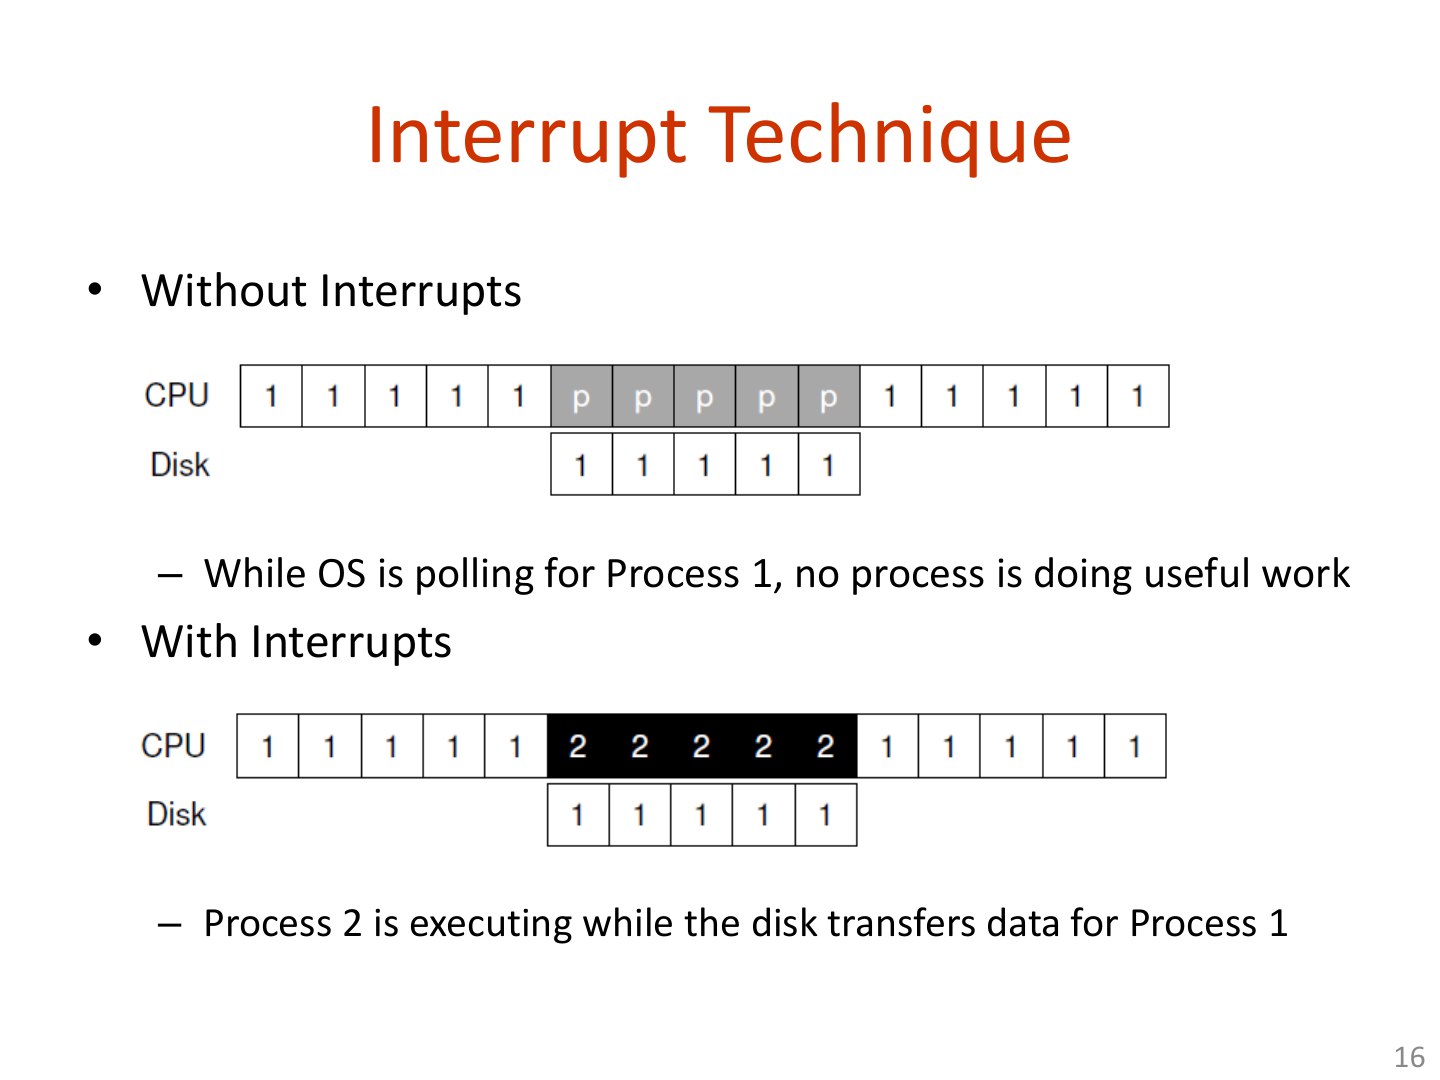 Interrupt Technique
• Without Interrupts
CPU 1 1 1 1 1 p p p p p 1 1 1 1 1
Disk 1 1 1 1 1
– While OS is polling for Process 1, no process is doing useful work
• With Interrupts
CPU 1 1 1 1 1 2 2 2 2 2 1 1 1 1 1
Disk 1 1 1 1 1
– Process 2 is executing while the disk transfers data for Process 1
16